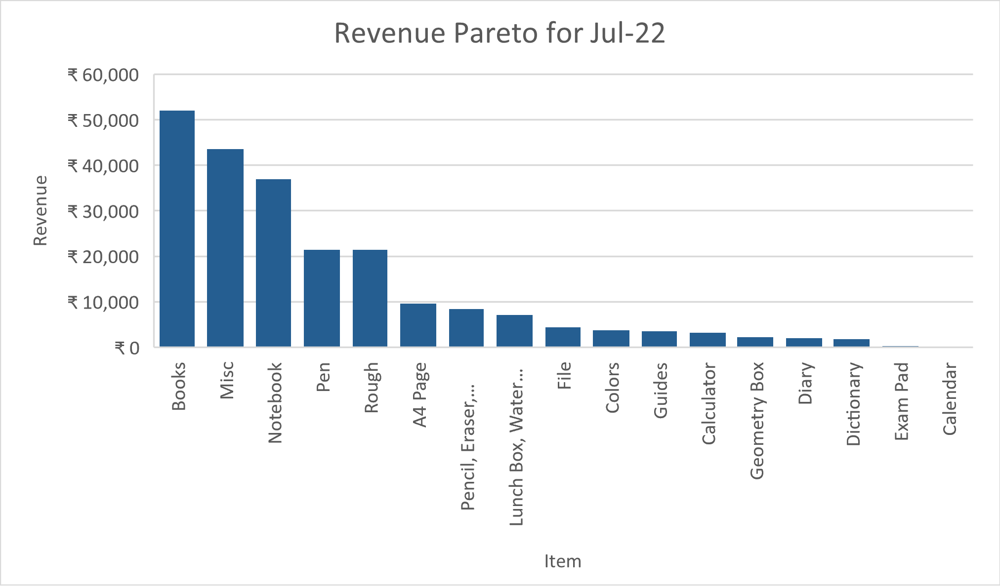 Revenue Pareto for Jul-22
₹ 60,000
₹ 50,000
₹ 40,000
₹ 30,000
₹ 20,000
₹ 10,000
₹ 0
Revenue
Books
Misc
Notebook
Pen
Rough
A4 Page
Pencil, Eraser,...
Lunch Box, Water...
File
Colors
Guides
Calculator
Geometry Box
Diary
Dictionary
Exam Pad
Calendar
Item